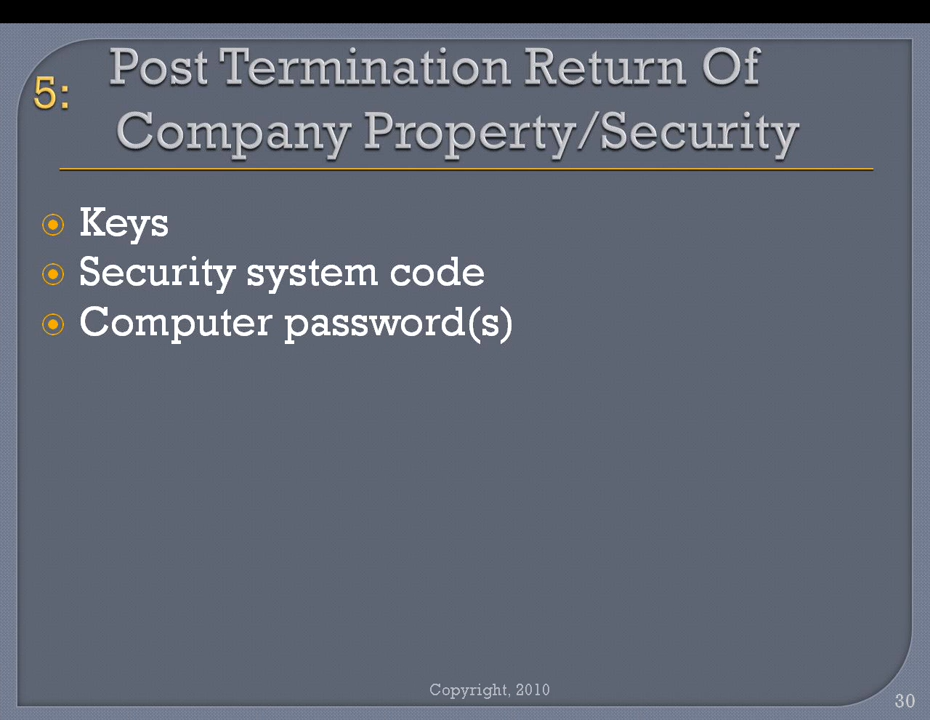 5: Post Termination Return Of
Company Property/Security
Keys
Security system code
Computer password(s)
Copyright, 2010
30